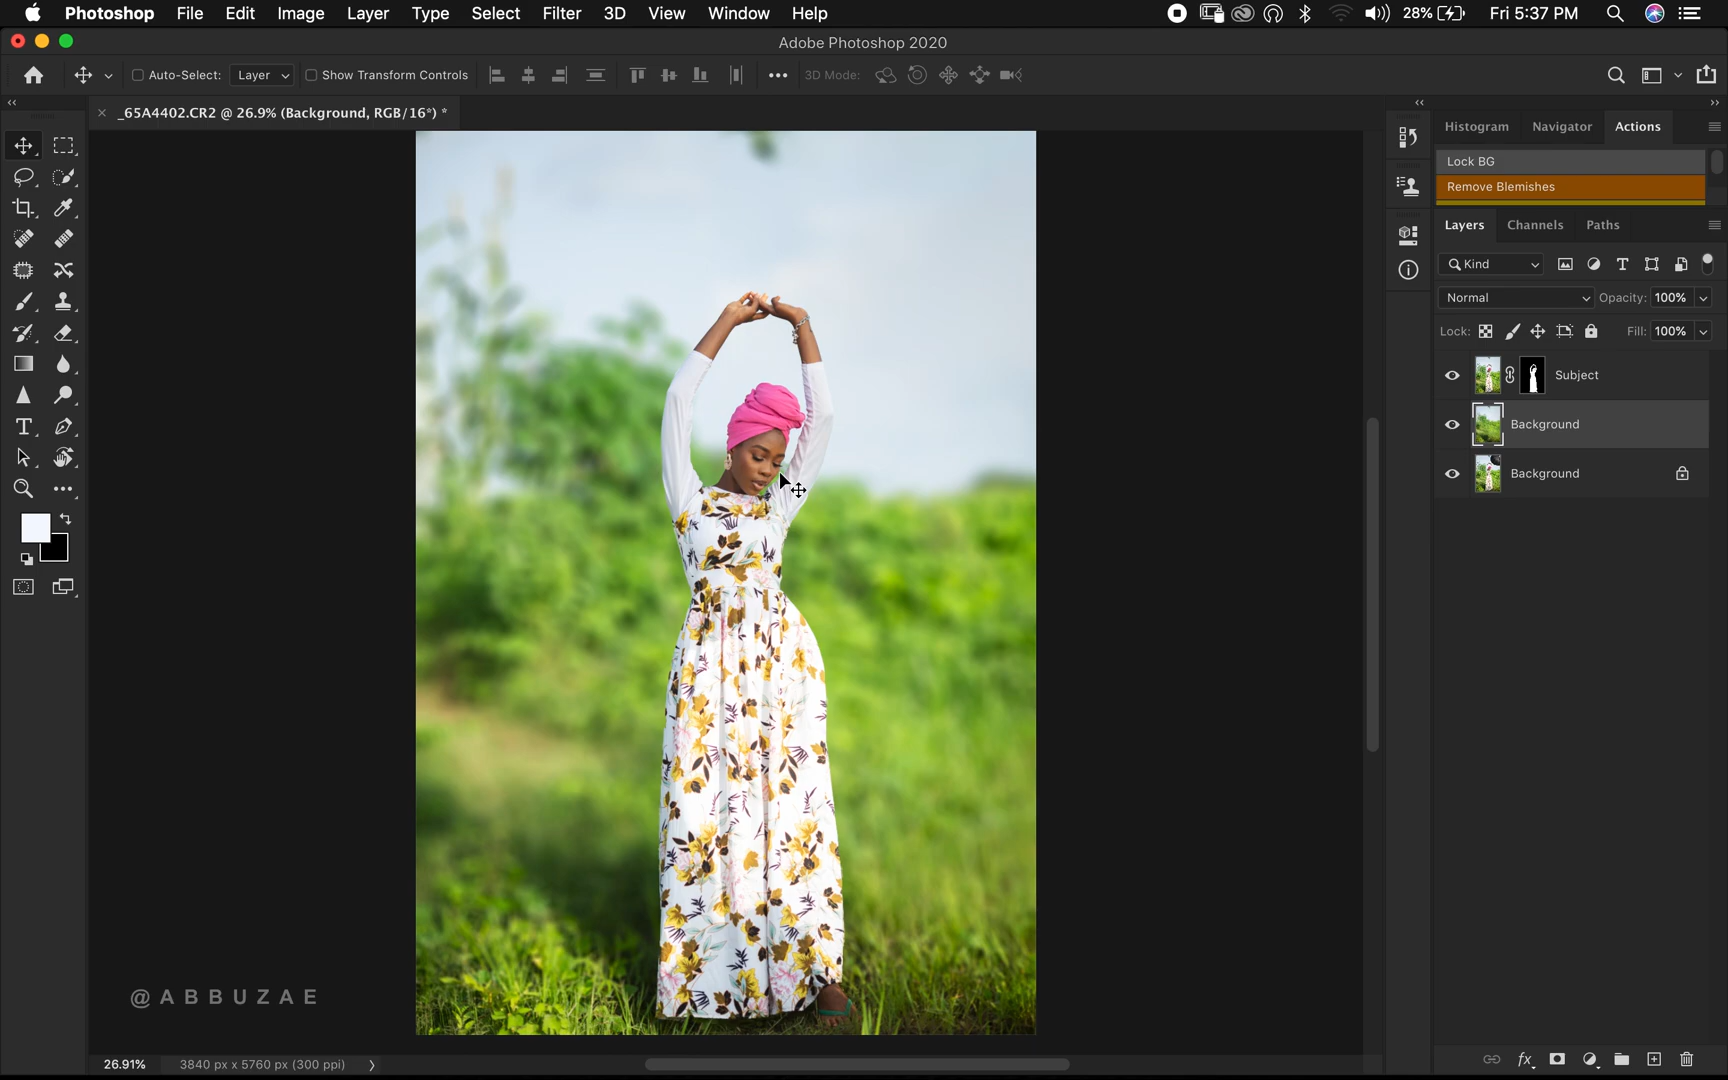 Photoshop File Edit Image Layer Type Select Filter 3D View Window Help 28% Fri 5:37 PM
Adobe Photoshop 2020
Auto-Select: Layer Show Transform Controls 3D Mode:
_65A4402.CR2 @ 26.9% (Background, RGB/16*) *
Histogram Navigator Actions
Lock BG
Remove Blemishes
Layers Channels Paths
Kind
Normal Opacity: 100%
Lock: Fill: 100%
Subject
Background
Background
@ABBUZAE
26.91% 3840 px x 5760 px (300 ppi)